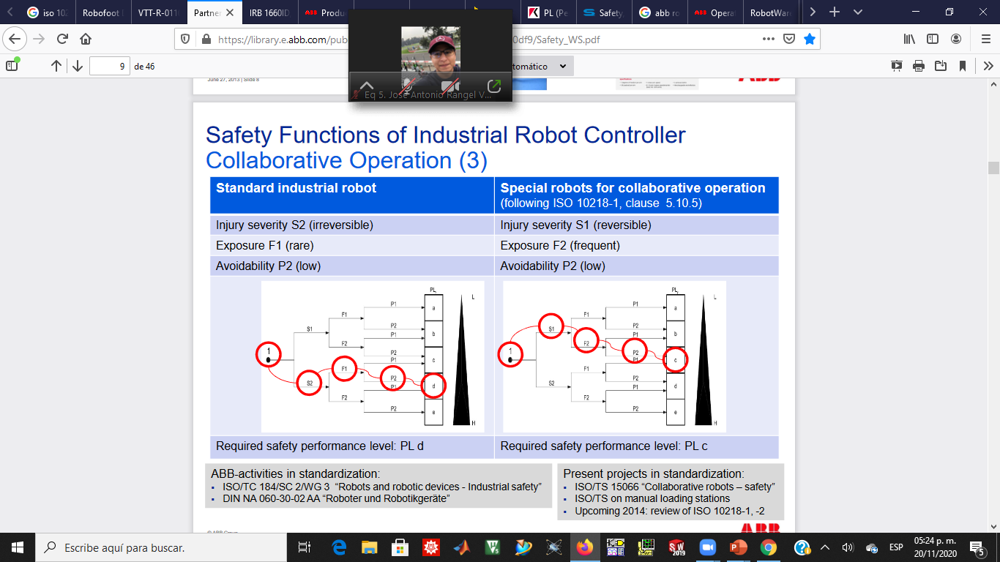 iso 102
Robofoot
VTT-R-011
Partner
IRB 1660ID
ABB Produ
PL (Pe
Safety
abb ro
ABB Operat
RobotWare
https://library.e.abb.com/pub
0df9/Safety_WS.pdf
9 de 46
tomático
Eq 5. José Antonio Rangel V...
June 27, 2013 | Slide 8
Safety Functions of Industrial Robot Controller
Collaborative Operation (3)
Standard industrial robot
Special robots for collaborative operation
(following ISO 10218-1, clause 5.10.5)
Injury severity S2 (irreversible)
Injury severity S1 (reversible)
Exposure F1 (rare)
Exposure F2 (frequent)
Avoidability P2 (low)
Avoidability P2 (low)
PLr
L
P1
a
F1
S1
P2
b
P1
F2
P2
c
1
P1
F1
S2
P2
d
P1
F2
P2
e
H
PLr
L
P1
a
F1
S1
P2
b
P1
F2
P2
c
1
P1
F1
S2
P2
d
P1
F2
P2
e
H
Required safety performance level: PL d
Required safety performance level: PL c
ABB-activities in standardization:
▪ ISO/TC 184/SC 2/WG 3 “Robots and robotic devices - Industrial safety”
▪ DIN NA 060-30-02 AA “Roboter und Robotikgeräte”
Present projects in standardization:
▪ ISO/TS 15066 “Collaborative robots – safety”
▪ ISO/TS on manual loading stations
▪ Upcoming 2014: review of ISO 10218-1, -2
ABB
Escribe aquí para buscar.
SW
2019
ESP
05:24 p. m.
20/11/2020
5